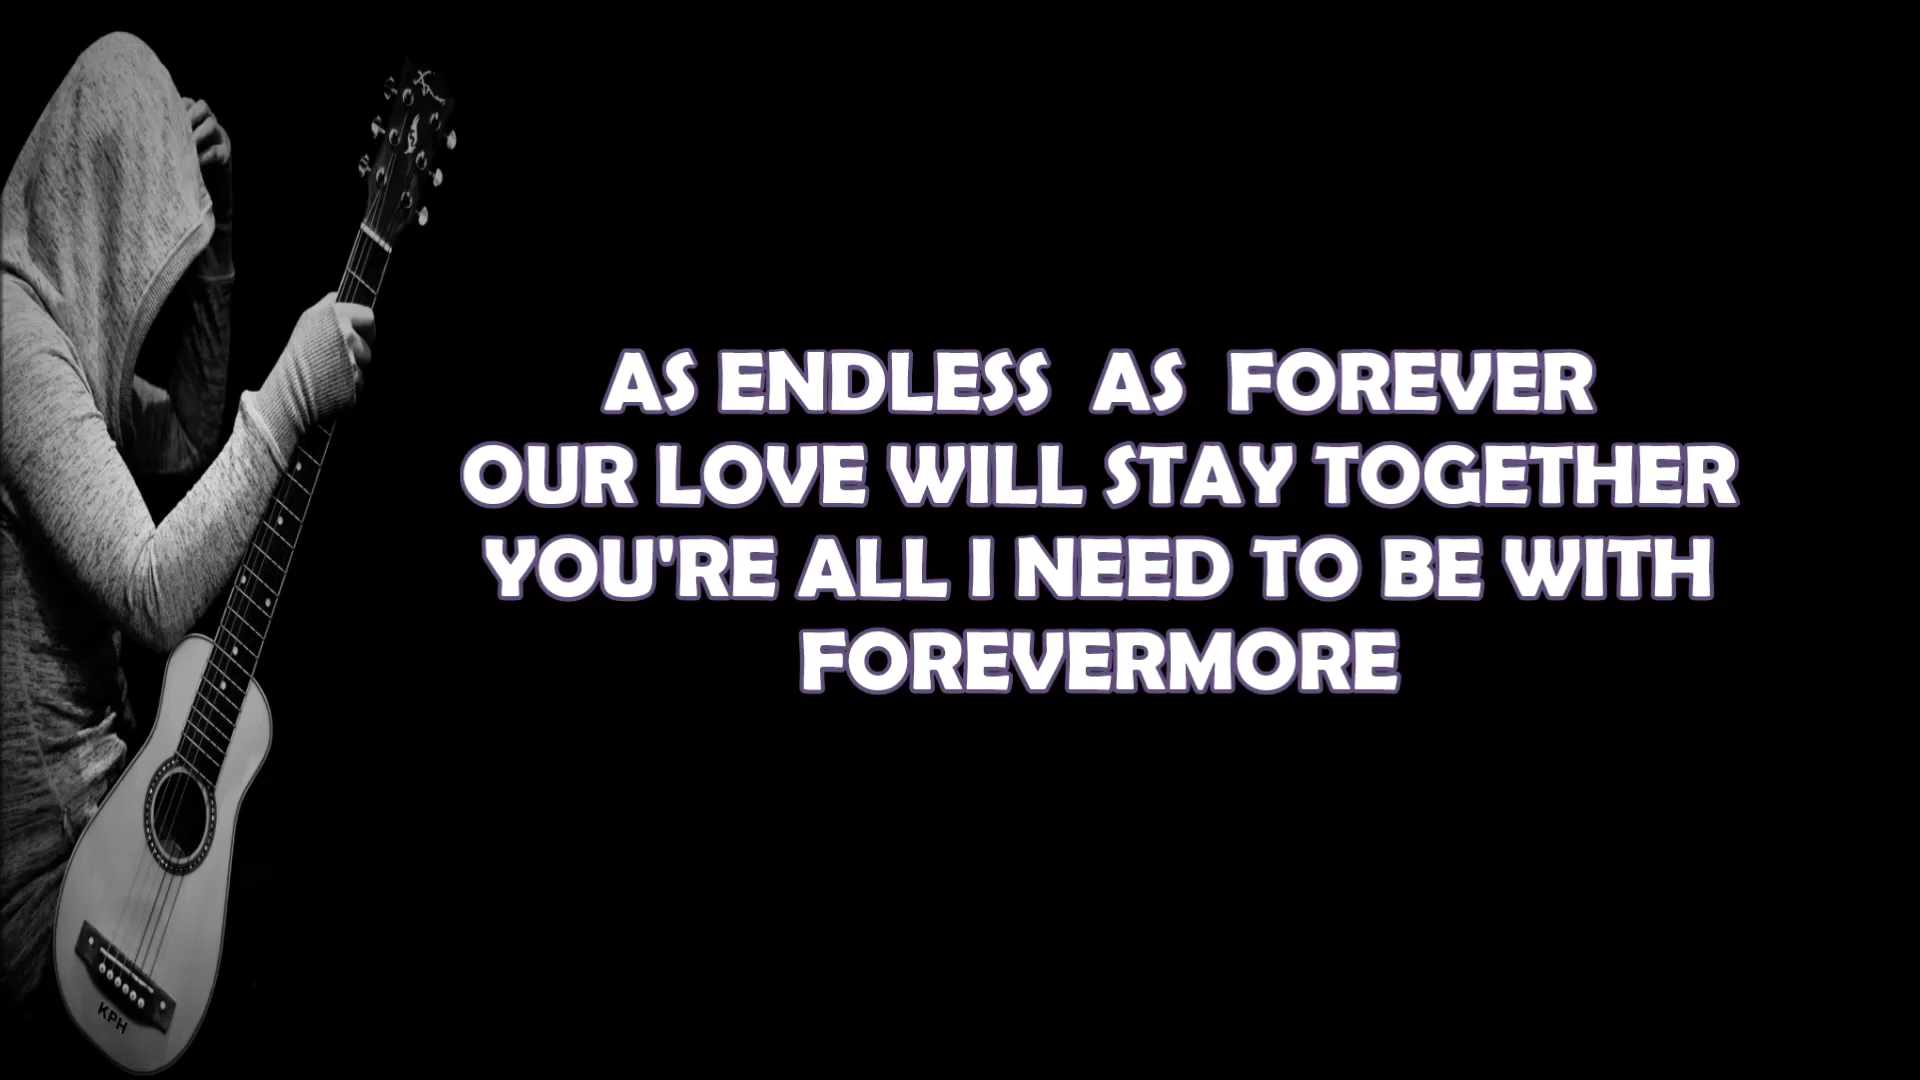 AS ENDLESS AS FOREVER
OUR LOVE WILL STAY TOGETHER
YOU'RE ALL I NEED TO BE WITH
FOREVERMORE
KPH